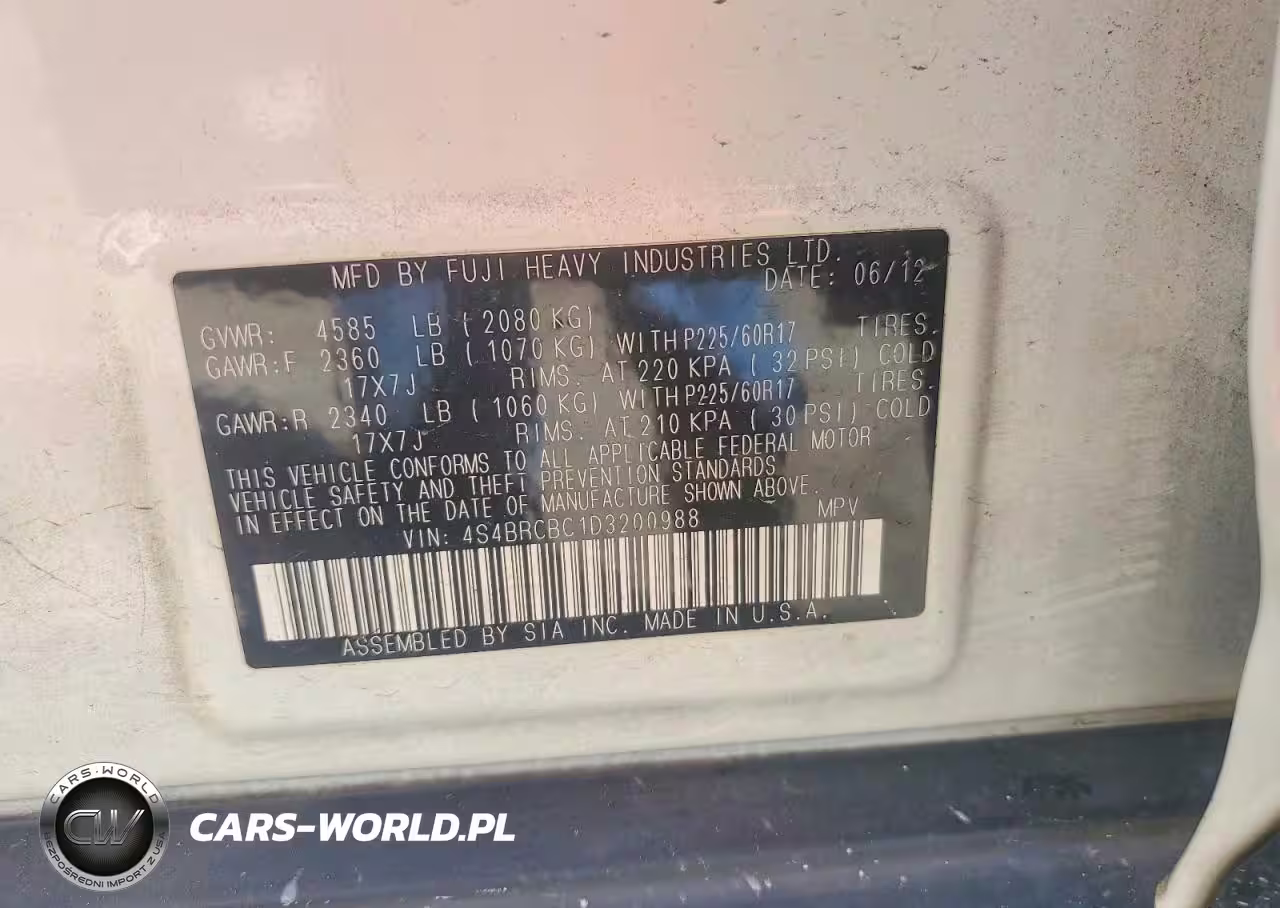 MFD BY FUJI HEAVY INDUSTRIES LTD.
DATE: 06/12
GVWR: 4585 LB ( 2080 KG)
GAWR:F 2360 LB ( 1070 KG) WITH P225/60R17 TIRES.
17X7J RIMS. AT 220 KPA ( 32 PSI) COLD
GAWR:R 2340 LB ( 1060 KG) WITH P225/60R17 TIRES.
17X7J RIMS. AT 210 KPA ( 30 PSI) COLD
THIS VEHICLE CONFORMS TO ALL APPLICABLE FEDERAL MOTOR
VEHICLE SAFETY AND THEFT PREVENTION STANDARDS
IN EFFECT ON THE DATE OF MANUFACTURE SHOWN ABOVE.
VIN: 4S4BRCBC1D3200988 MPV
ASSEMBLED BY SIA INC. MADE IN U.S.A.
CARS-WORLD
CW
BEZPOŚREDNI IMPORT Z USA
CARS-WORLD.PL